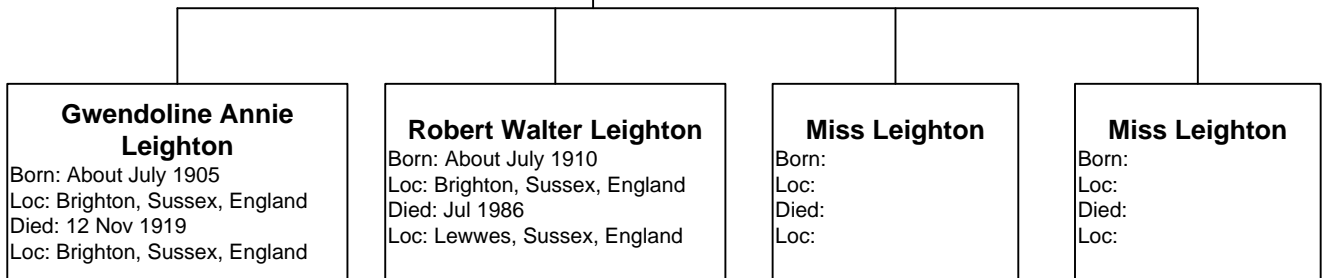 Gwendoline Annie
Leighton
Born: About July 1905
Loc: Brighton, Sussex, England
Died: 12 Nov 1919
Loc: Brighton, Sussex, England
Robert Walter Leighton
Born: About July 1910
Loc: Brighton, Sussex, England
Died: Jul 1986
Loc: Lewwes, Sussex, England
Miss Leighton
Born:
Loc:
Died:
Loc:
Miss Leighton
Born:
Loc:
Died:
Loc: